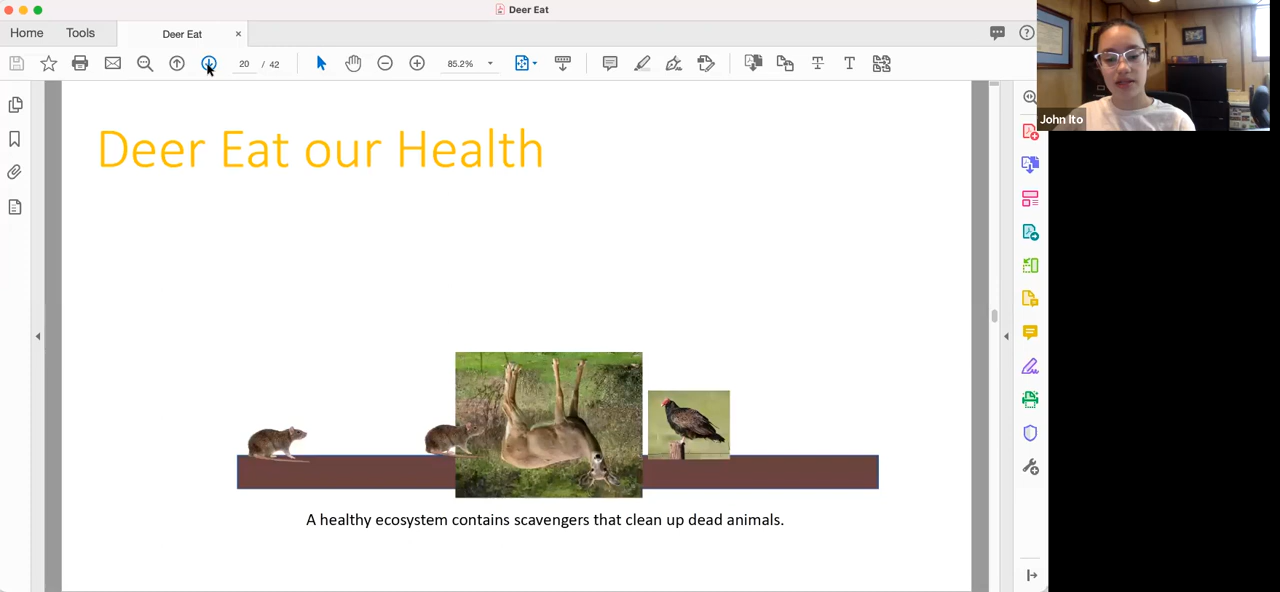 Deer Eat
Home
Tools
Deer Eat
20 / 42
85.2%
John Ito
Deer Eat our Health
A healthy ecosystem contains scavengers that clean up dead animals.